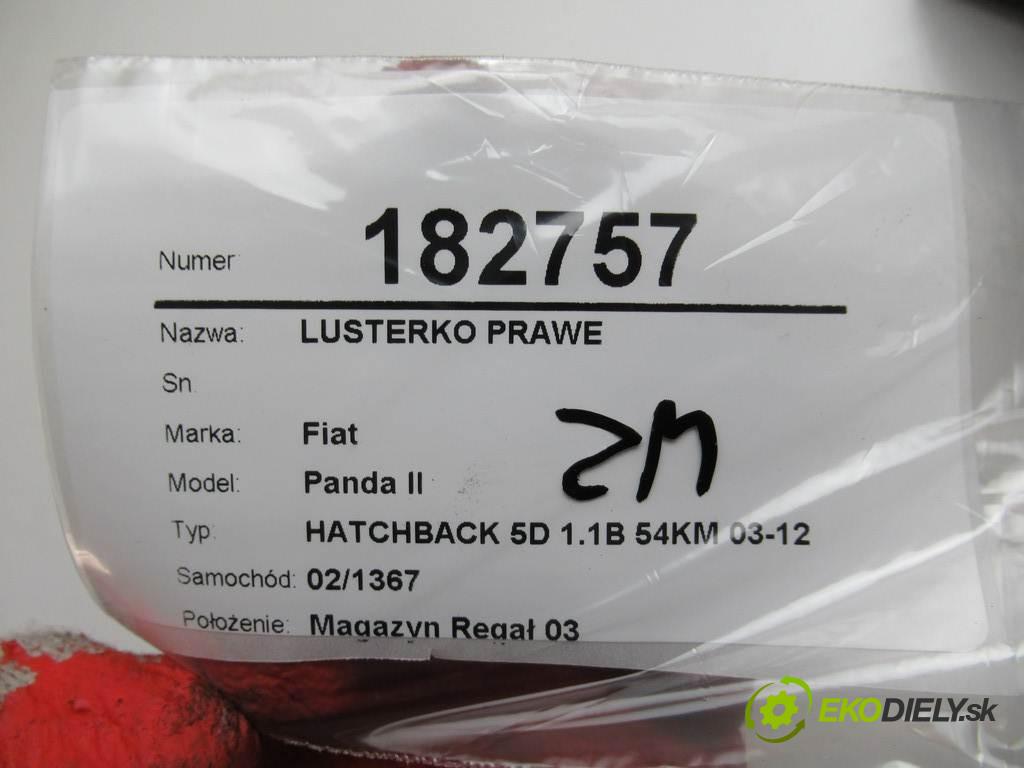 Numer 182757
Nazwa: LUSTERKO PRAWE
Sn.
Marka: Fiat
Model: Panda II
Typ: HATCHBACK 5D 1.1B 54KM 03-12
Samochód: 02/1367
Położenie: Magazyn Regał 03
EKODIELY.sk